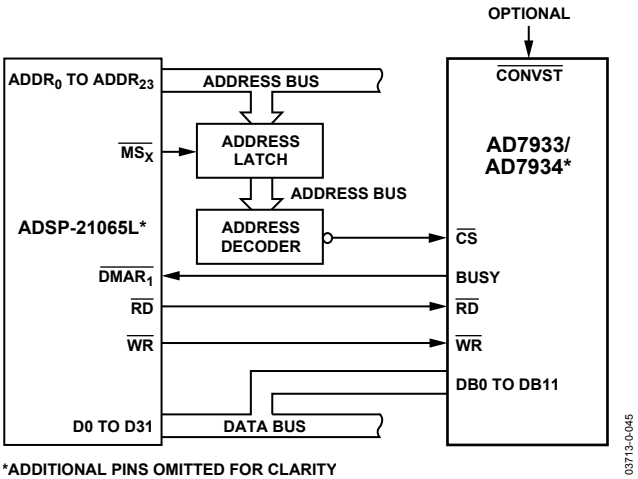 OPTIONAL
ADDR0 TO ADDR23
ADDRESS BUS
CONVST
MSX
ADDRESS
LATCH
AD7933/
AD7934*
ADDRESS BUS
ADSP-21065L*
ADDRESS
DECODER
CS
DMAR1
BUSY
RD
RD
WR
WR
DB0 TO DB11
D0 TO D31
DATA BUS
*ADDITIONAL PINS OMITTED FOR CLARITY
03713-0-045